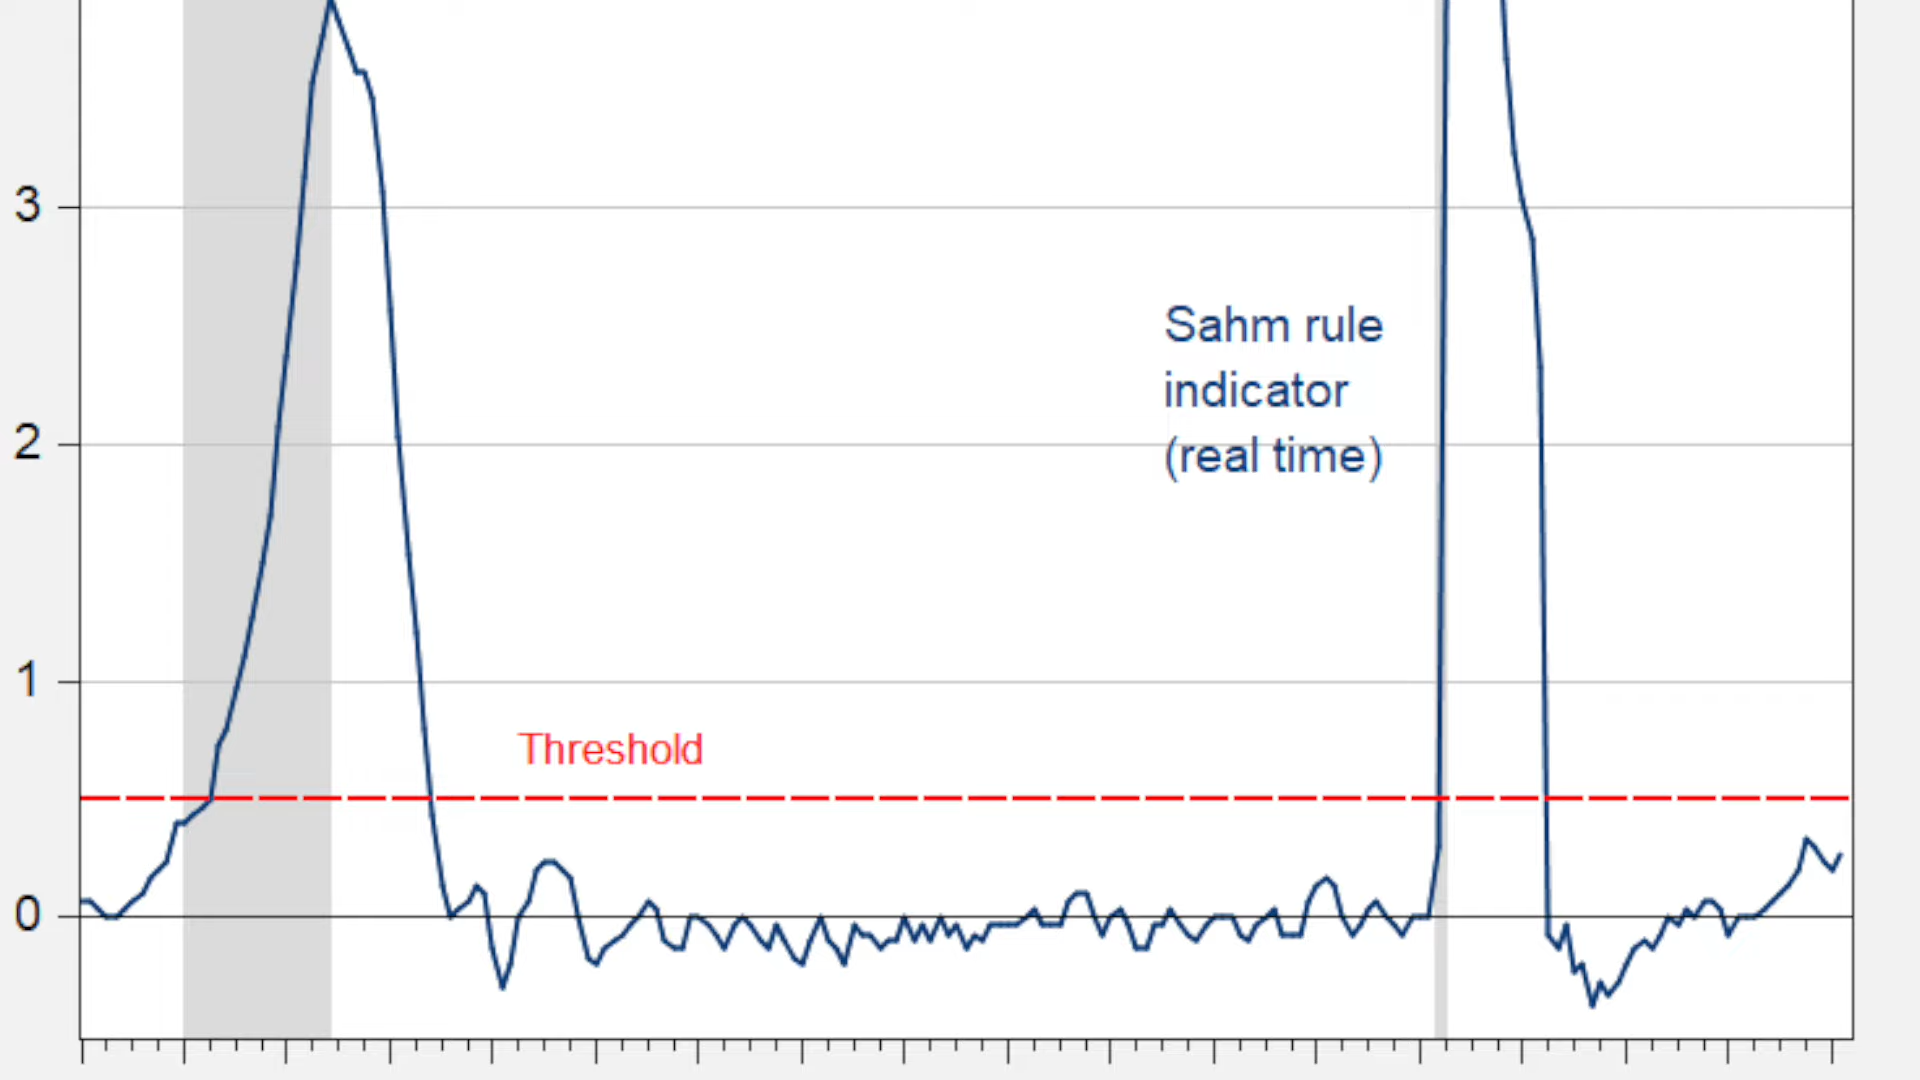 3
Sahm rule
indicator
2
(real time)
1
Threshold
0